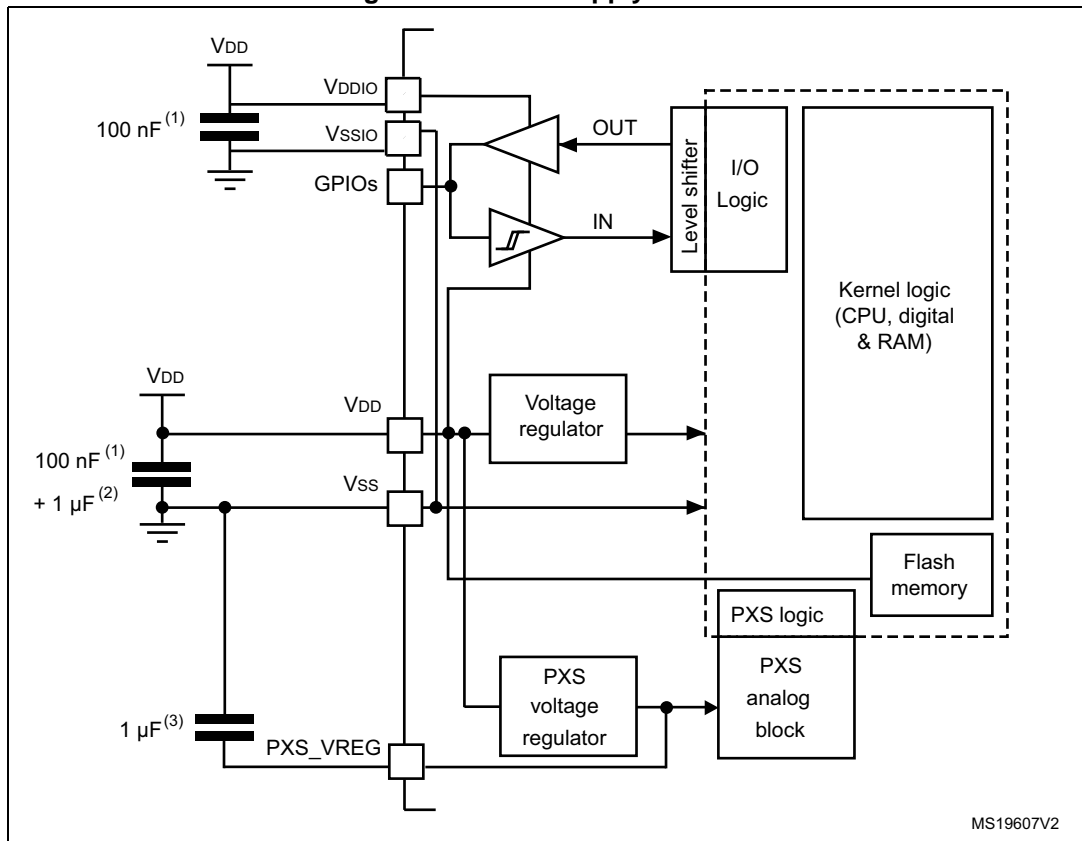 VDD
VDDIO
100 nF(1)
VSSIO
GPIOs
OUT
IN
Level shifter
I/O
Logic
Kernel logic
(CPU, digital
& RAM)
VDD
VDD
Voltage
regulator
100 nF(1)
+ 1 µF(2)
VSS
Flash
memory
PXS logic
PXS
voltage
regulator
PXS
analog
block
1 µF(3)
PXS_VREG
MS19607V2